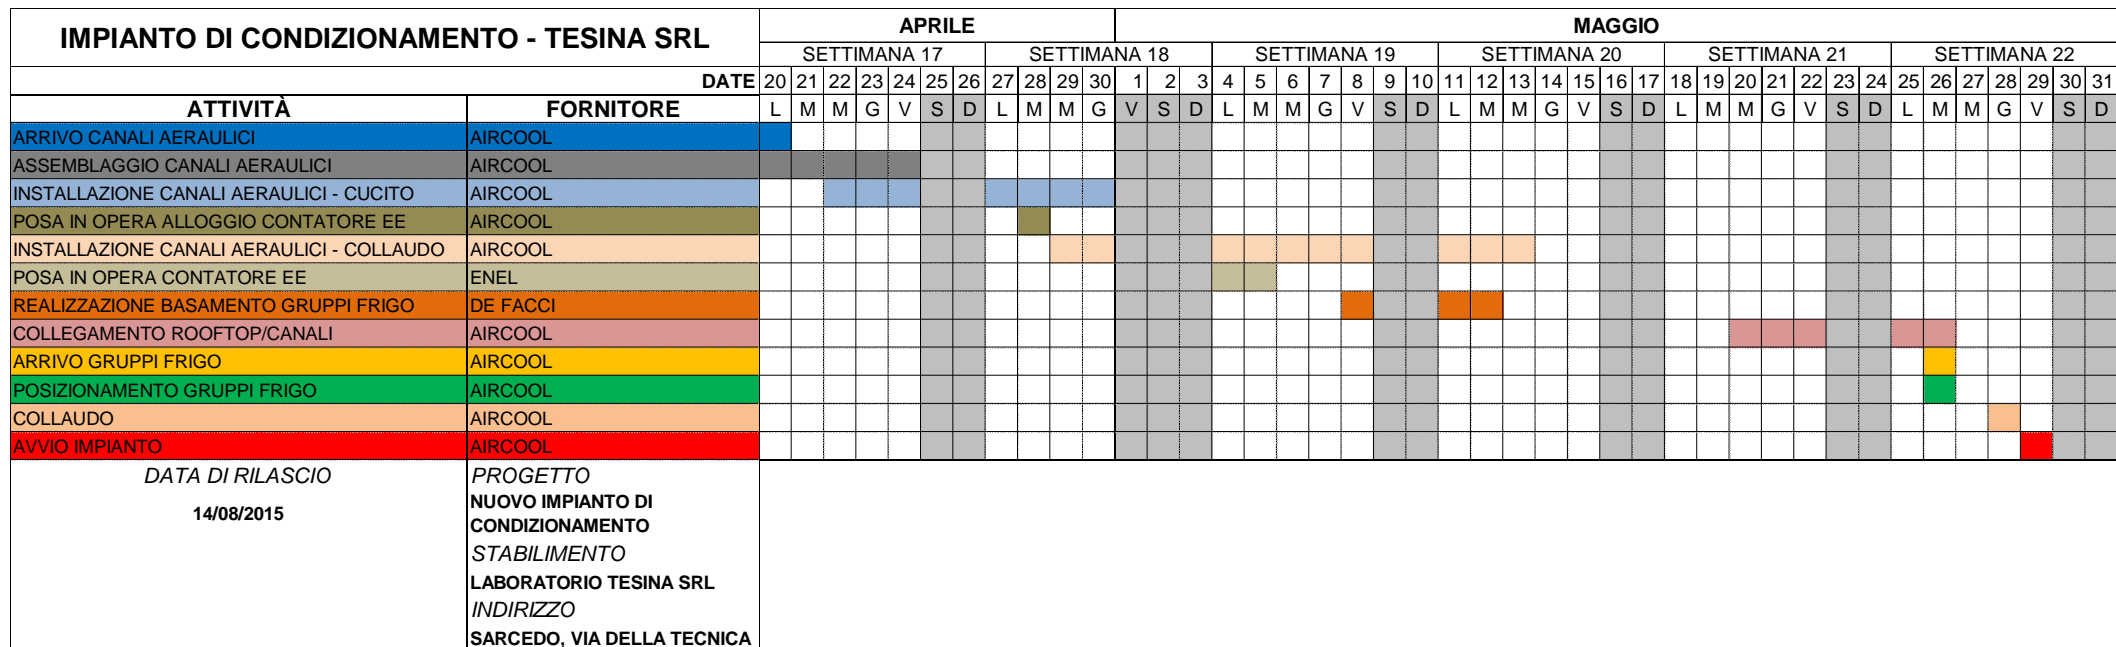 IMPIANTO DI CONDIZIONAMENTO - TESINA SRL
APRILE MAGGIO
SETTIMANA 17 SETTIMANA 18 SETTIMANA 19 SETTIMANA 20 SETTIMANA 21 SETTIMANA 22
DATE 20 21 22 23 24 25 26 27 28 29 30 1 2 3 4 5 6 7 8 9 10 11 12 13 14 15 16 17 18 19 20 21 22 23 24 25 26 27 28 29 30 31
ATTIVITÀ FORNITORE L M M G V S D L M M G V S D L M M G V S D L M M G V S D L M M G V S D L M M G V S D
ARRIVO CANALI AERAULICI AIRCOOL
ASSEMBLAGGIO CANALI AERAULICI AIRCOOL
INSTALLAZIONE CANALI AERAULICI - CUCITO AIRCOOL
POSA IN OPERA ALLOGGIO CONTATORE EE AIRCOOL
INSTALLAZIONE CANALI AERAULICI - COLLAUDO AIRCOOL
POSA IN OPERA CONTATORE EE ENEL
REALIZZAZIONE BASAMENTO GRUPPI FRIGO DE FACCI
COLLEGAMENTO ROOFTOP/CANALI AIRCOOL
ARRIVO GRUPPI FRIGO AIRCOOL
POSIZIONAMENTO GRUPPI FRIGO AIRCOOL
COLLAUDO AIRCOOL
AVVIO IMPIANTO AIRCOOL
DATA DI RILASCIO
14/08/2015
PROGETTO
NUOVO IMPIANTO DI
CONDIZIONAMENTO
STABILIMENTO
LABORATORIO TESINA SRL
INDIRIZZO
SARCEDO, VIA DELLA TECNICA